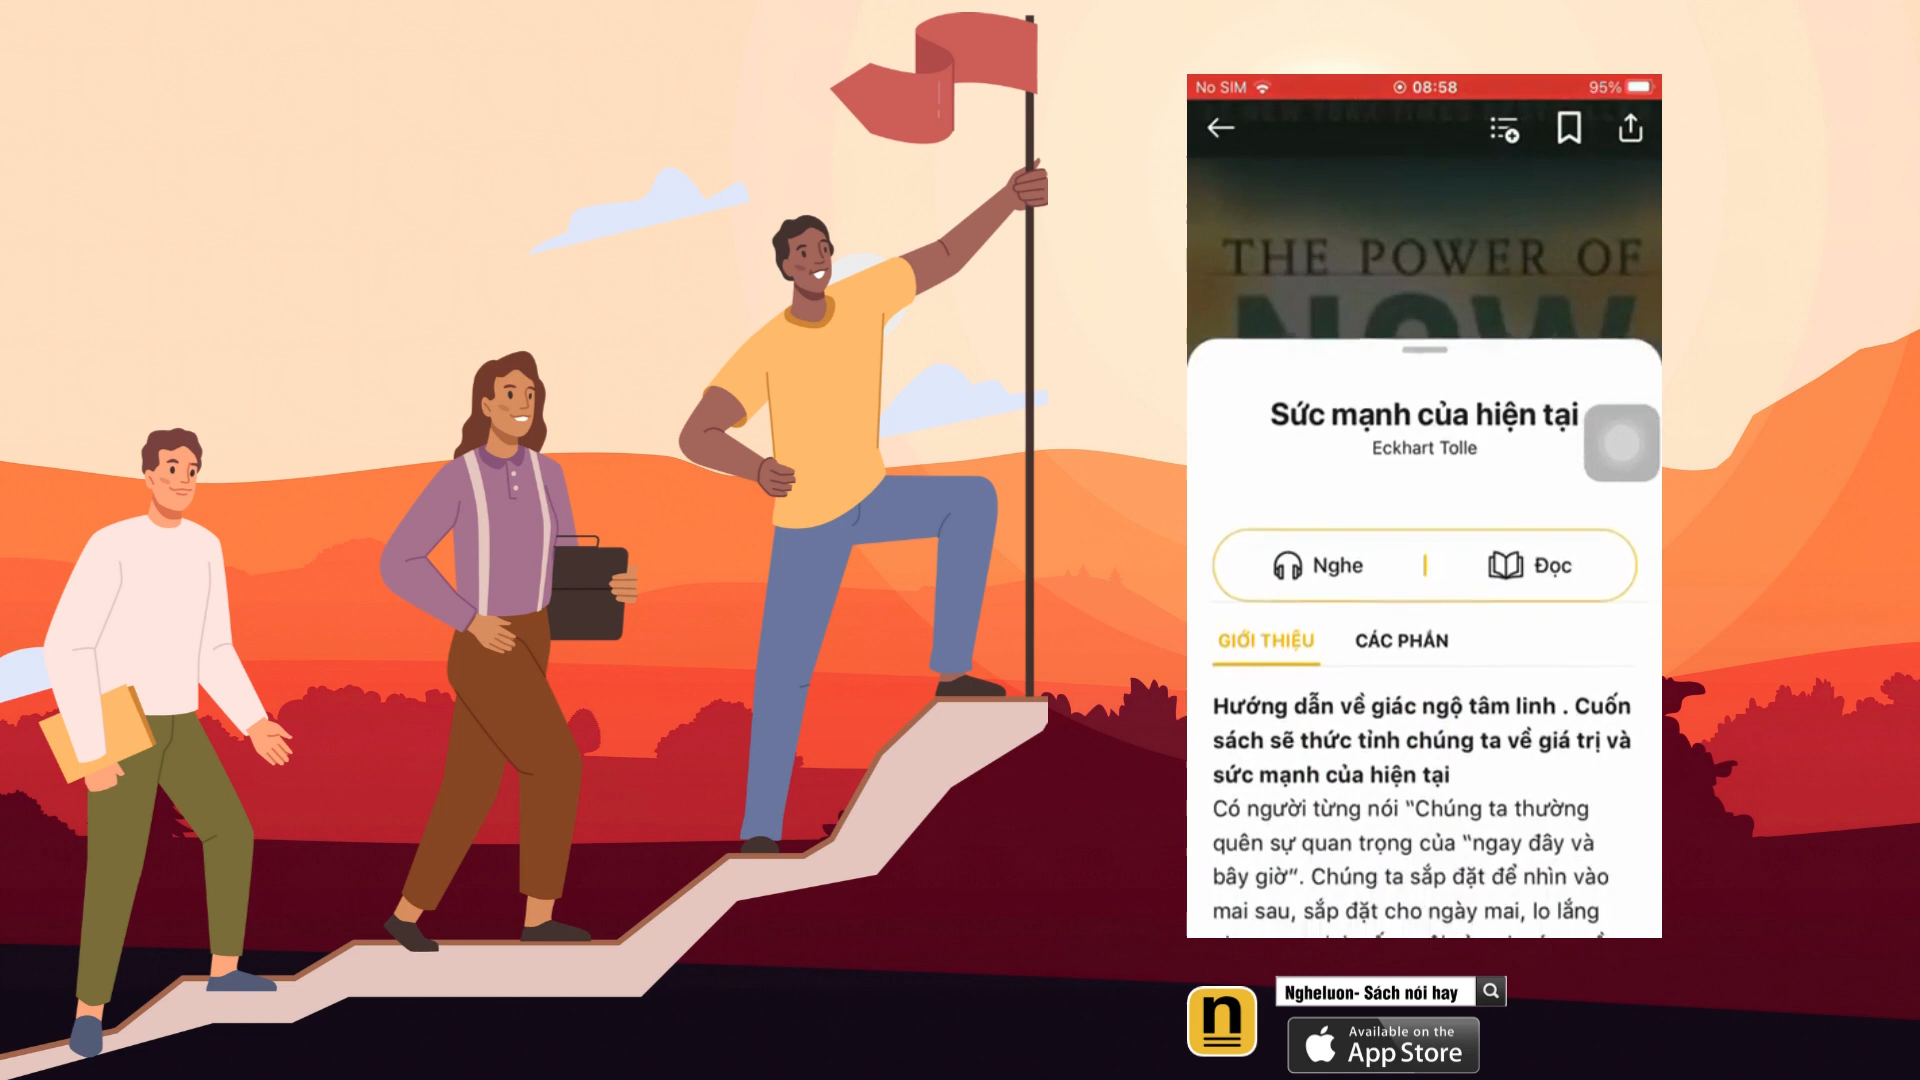 No SIM 08:58 95%
THE POWER OF
NOW
Sức mạnh của hiện tại
Eckhart Tolle
Nghe Đọc
GIỚI THIỆU CÁC PHẦN
Hướng dẫn về giác ngộ tâm linh . Cuốn
sách sẽ thức tỉnh chúng ta về giá trị và
sức mạnh của hiện tại
Có người từng nói “Chúng ta thường
quên sự quan trọng của “ngay đây và
bây giờ”. Chúng ta sắp đặt để nhìn vào
mai sau, sắp đặt cho ngày mai, lo lắng
n
Ngheluon- Sách nói hay
Available on the
App Store